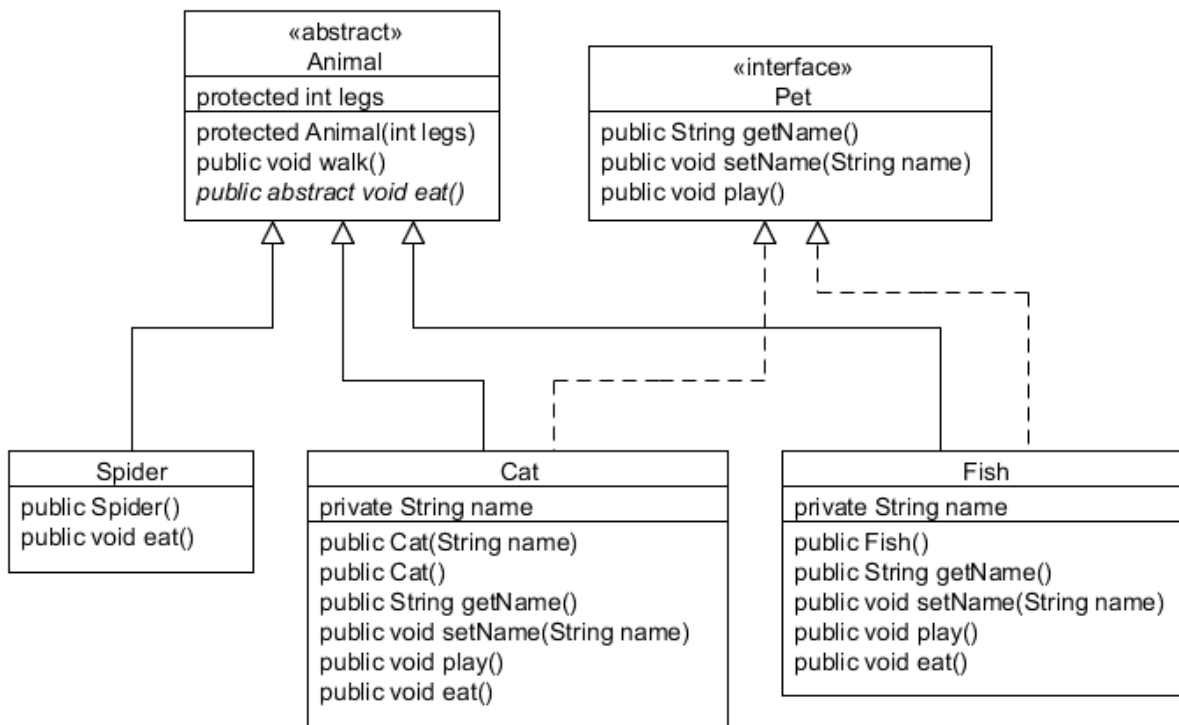 «abstract»
Animal
protected int legs
protected Animal(int legs)
public void walk()
public abstract void eat()
«interface»
Pet
public String getName()
public void setName(String name)
public void play()
Spider
public Spider()
public void eat()
Cat
private String name
public Cat(String name)
public Cat()
public String getName()
public void setName(String name)
public void play()
public void eat()
Fish
private String name
public Fish()
public String getName()
public void setName(String name)
public void play()
public void eat()